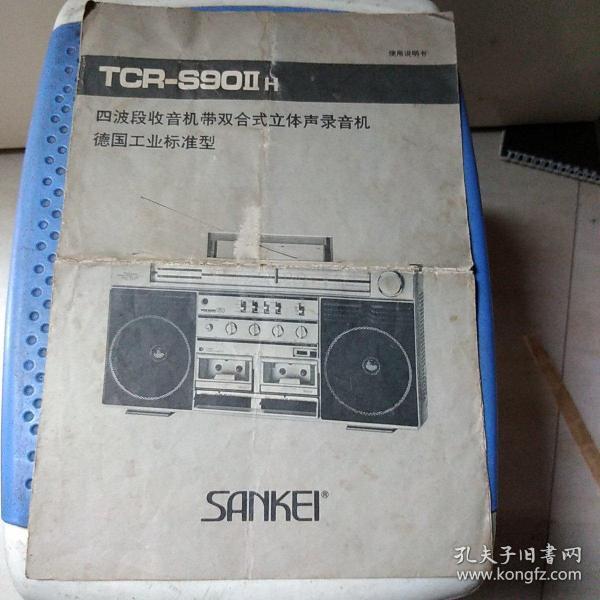 使用说明书
TCR-S90II H
四波段收音机带双合式立体声录音机
德国工业标准型
SANKEI®
孔夫子旧书网
www.kongfz.com